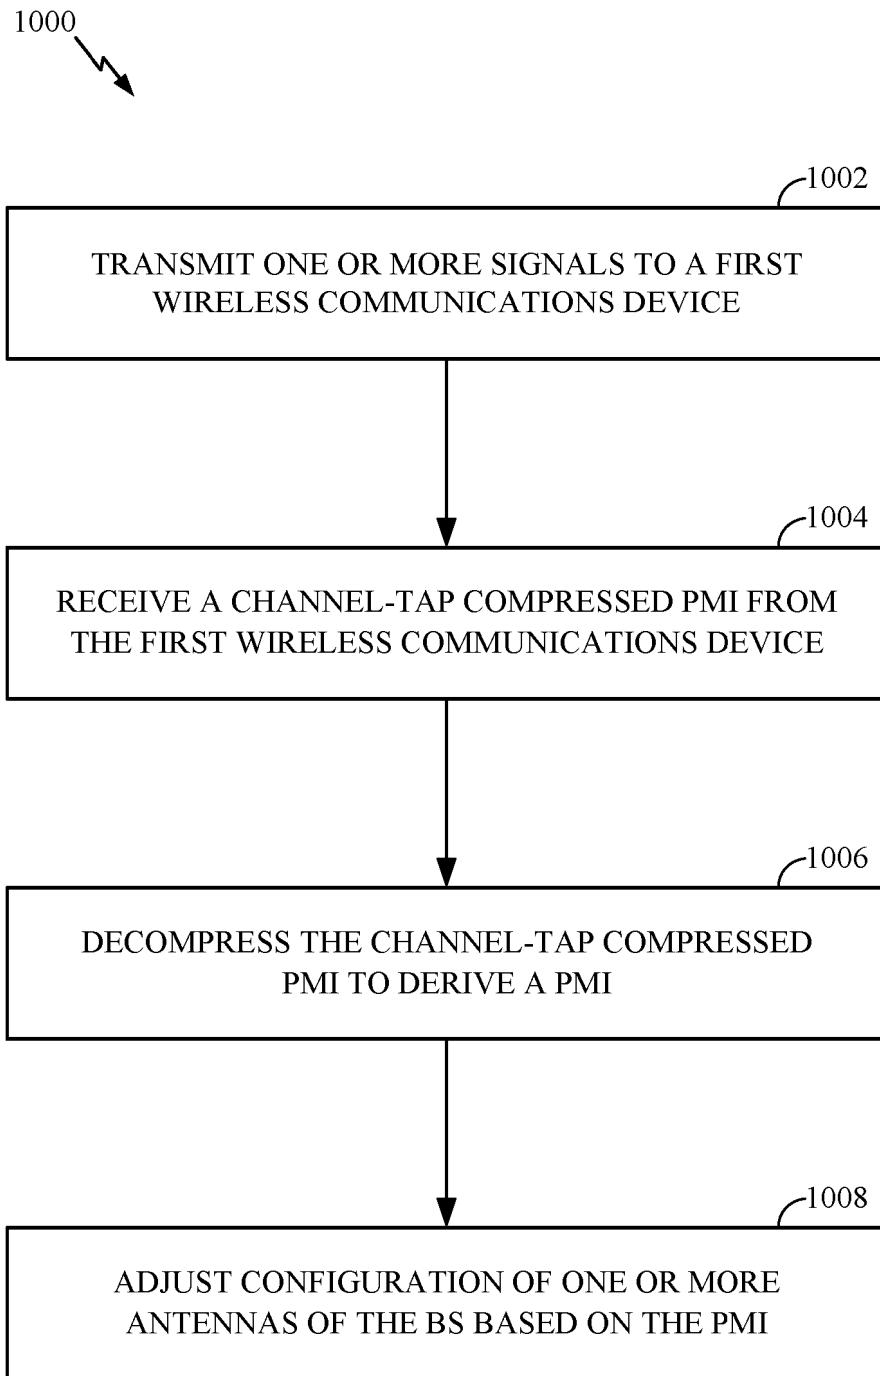 1000
1002
TRANSMIT ONE OR MORE SIGNALS TO A FIRST
WIRELESS COMMUNICATIONS DEVICE
1004
RECEIVE A CHANNEL-TAP COMPRESSED PMI FROM
THE FIRST WIRELESS COMMUNICATIONS DEVICE
1006
DECOMPRESS THE CHANNEL-TAP COMPRESSED
PMI TO DERIVE A PMI
1008
ADJUST CONFIGURATION OF ONE OR MORE
ANTENNAS OF THE BS BASED ON THE PMI